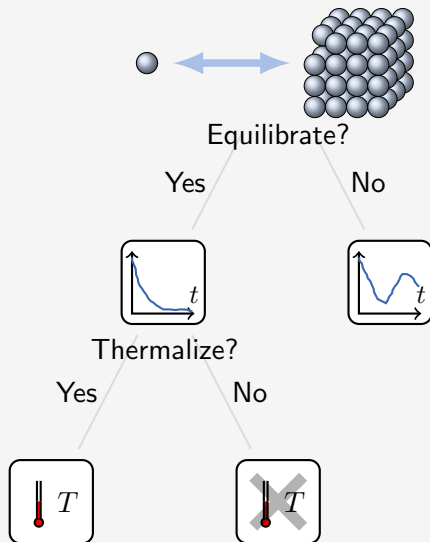 Equilibrate?
Yes
No
t
t
Thermalize?
Yes
No
T
T